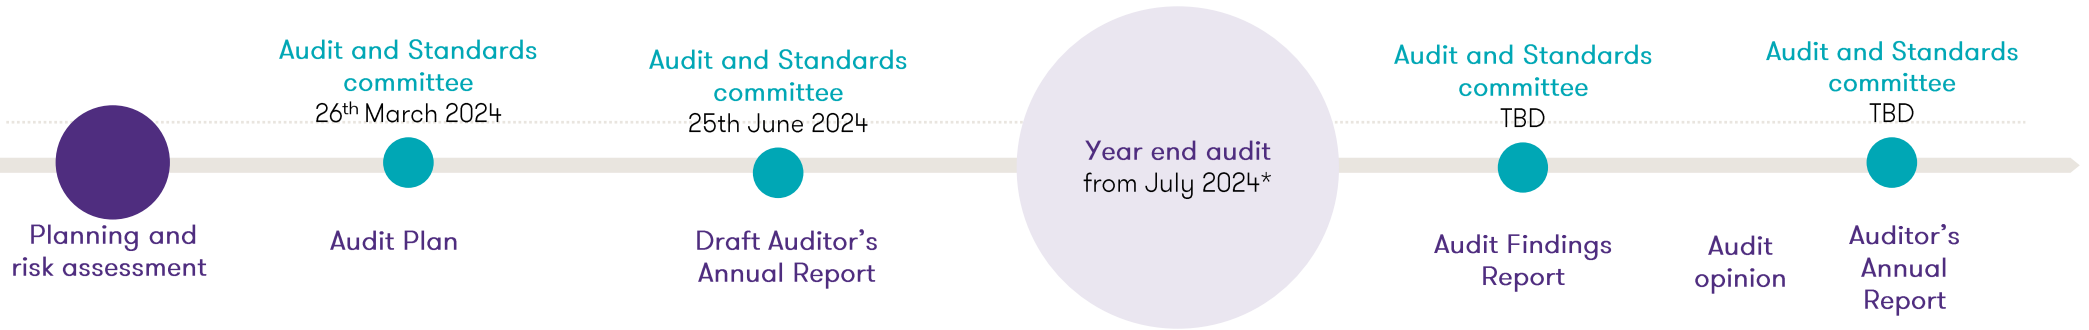 Planning and
risk assessment
Audit and Standards
committee
26th March 2024
Audit Plan
Audit and Standards
committee
25th June 2024
Draft Auditor’s
Annual Report
Year end audit
from July 2024*
Audit and Standards
committee
TBD
Audit Findings
Report
Audit
opinion
Audit and Standards
committee
TBD
Auditor’s
Annual
Report